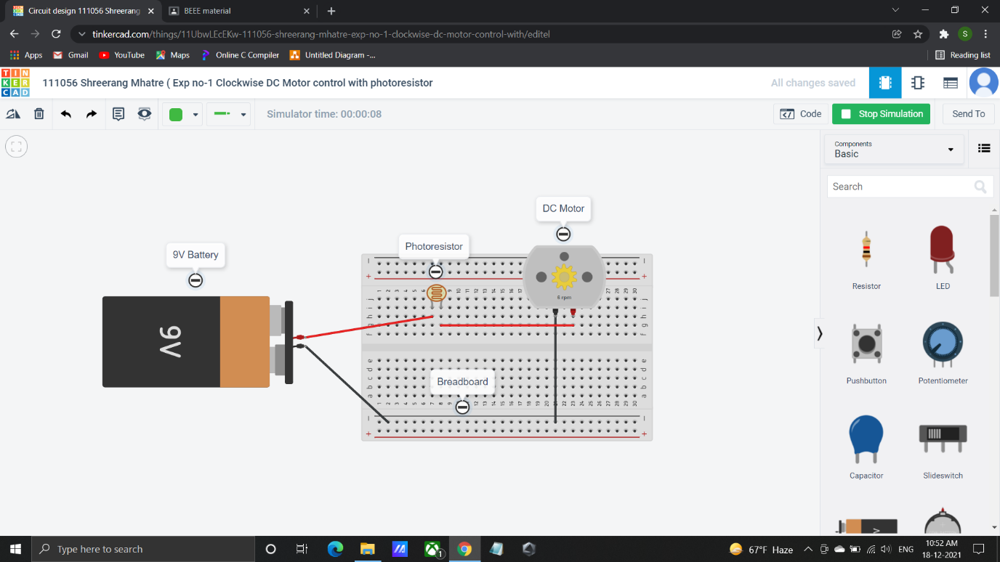 Circuit design 111056 Shreerang
BEEE material
tinkercad.com/things/11UbwLEcEKw-111056-shreerang-mhatre-exp-no-1-clockwise-dc-motor-control-with/editel
S
Apps
Gmail
YouTube
Maps
Online C Compiler
Untitled Diagram -...
Reading list
TIN
KER
CAD
111056 Shreerang Mhatre ( Exp no-1 Clockwise DC Motor control with photoresistor
All changes saved
Simulator time: 00:00:08
Code
Stop Simulation
Send To
Components
Basic
Search
DC Motor
Photoresistor
9V Battery
9V
6 rpm
Breadboard
Resistor
LED
Pushbutton
Potentiometer
Capacitor
Slideswitch
Type here to search
1
67°F Haze
ENG
10:52 AM
18-12-2021